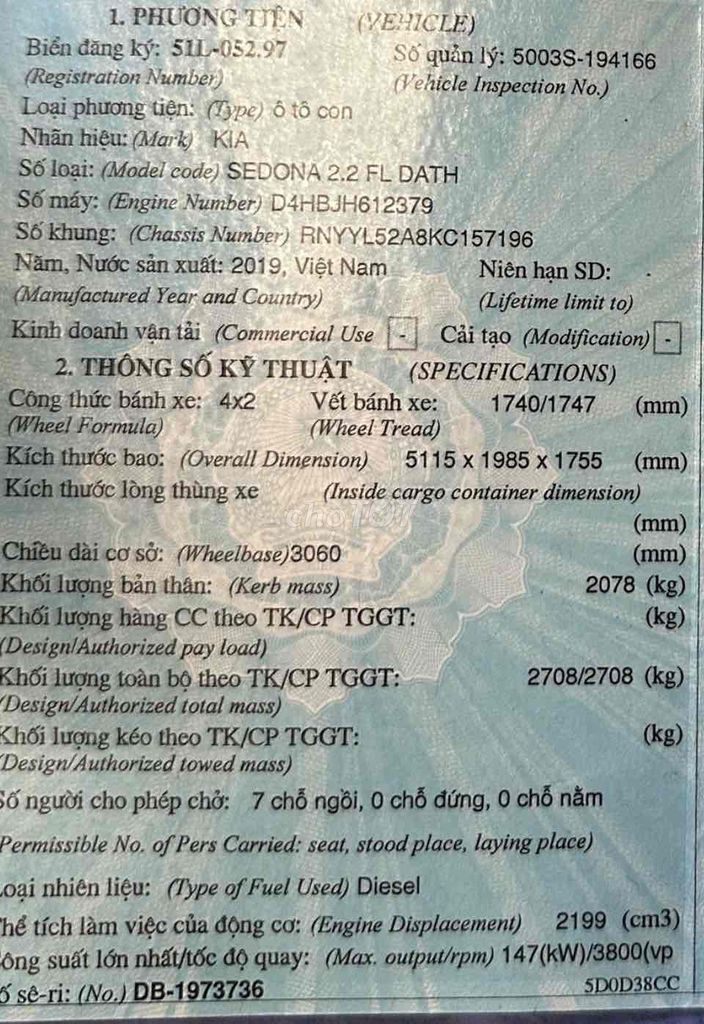 1. PHƯƠNG TIỆN (VEHICLE)
Biển đăng ký: 51L-052.97 Số quản lý: 5003S-194166
(Registration Number) (Vehicle Inspection No.)
Loại phương tiện: (Type) ô tô con
Nhãn hiệu: (Mark) KIA
Số loại: (Model code) SEDONA 2.2 FL DATH
Số máy: (Engine Number) D4HBJH612379
Số khung: (Chassis Number) RNYYL52A8KC157196
Năm, Nước sản xuất: 2019, Việt Nam Niên hạn SD: .
(Manufactured Year and Country) (Lifetime limit to)
Kinh doanh vận tải (Commercial Use - Cải tạo (Modification) -
2. THÔNG SỐ KỸ THUẬT (SPECIFICATIONS)
Công thức bánh xe: 4x2 Vết bánh xe: 1740/1747 (mm)
(Wheel Formula) (Wheel Tread)
Kích thước bao: (Overall Dimension) 5115 x 1985 x 1755 (mm)
Kích thước lòng thùng xe (Inside cargo container dimension)
choTỐT
(mm)
Chiều dài cơ sở: (Wheelbase)3060 (mm)
Khối lượng bản thân: (Kerb mass) 2078 (kg)
Khối lượng hàng CC theo TK/CP TGGT: (kg)
(Design/Authorized pay load)
Khối lượng toàn bộ theo TK/CP TGGT: 2708/2708 (kg)
(Design/Authorized total mass)
Khối lượng kéo theo TK/CP TGGT: (kg)
(Design/Authorized towed mass)
Số người cho phép chở: 7 chỗ ngồi, 0 chỗ đứng, 0 chỗ nằm
Permissible No. of Pers Carried: seat, stood place, laying place)
oại nhiên liệu: (Type of Fuel Used) Diesel
hể tích làm việc của động cơ: (Engine Displacement) 2199 (cm3)
ông suất lớn nhất/tốc độ quay: (Max. output/rpm) 147(kW)/3800(vp
ố sê-ri: (No.) DB-1973736 5D0D38CC